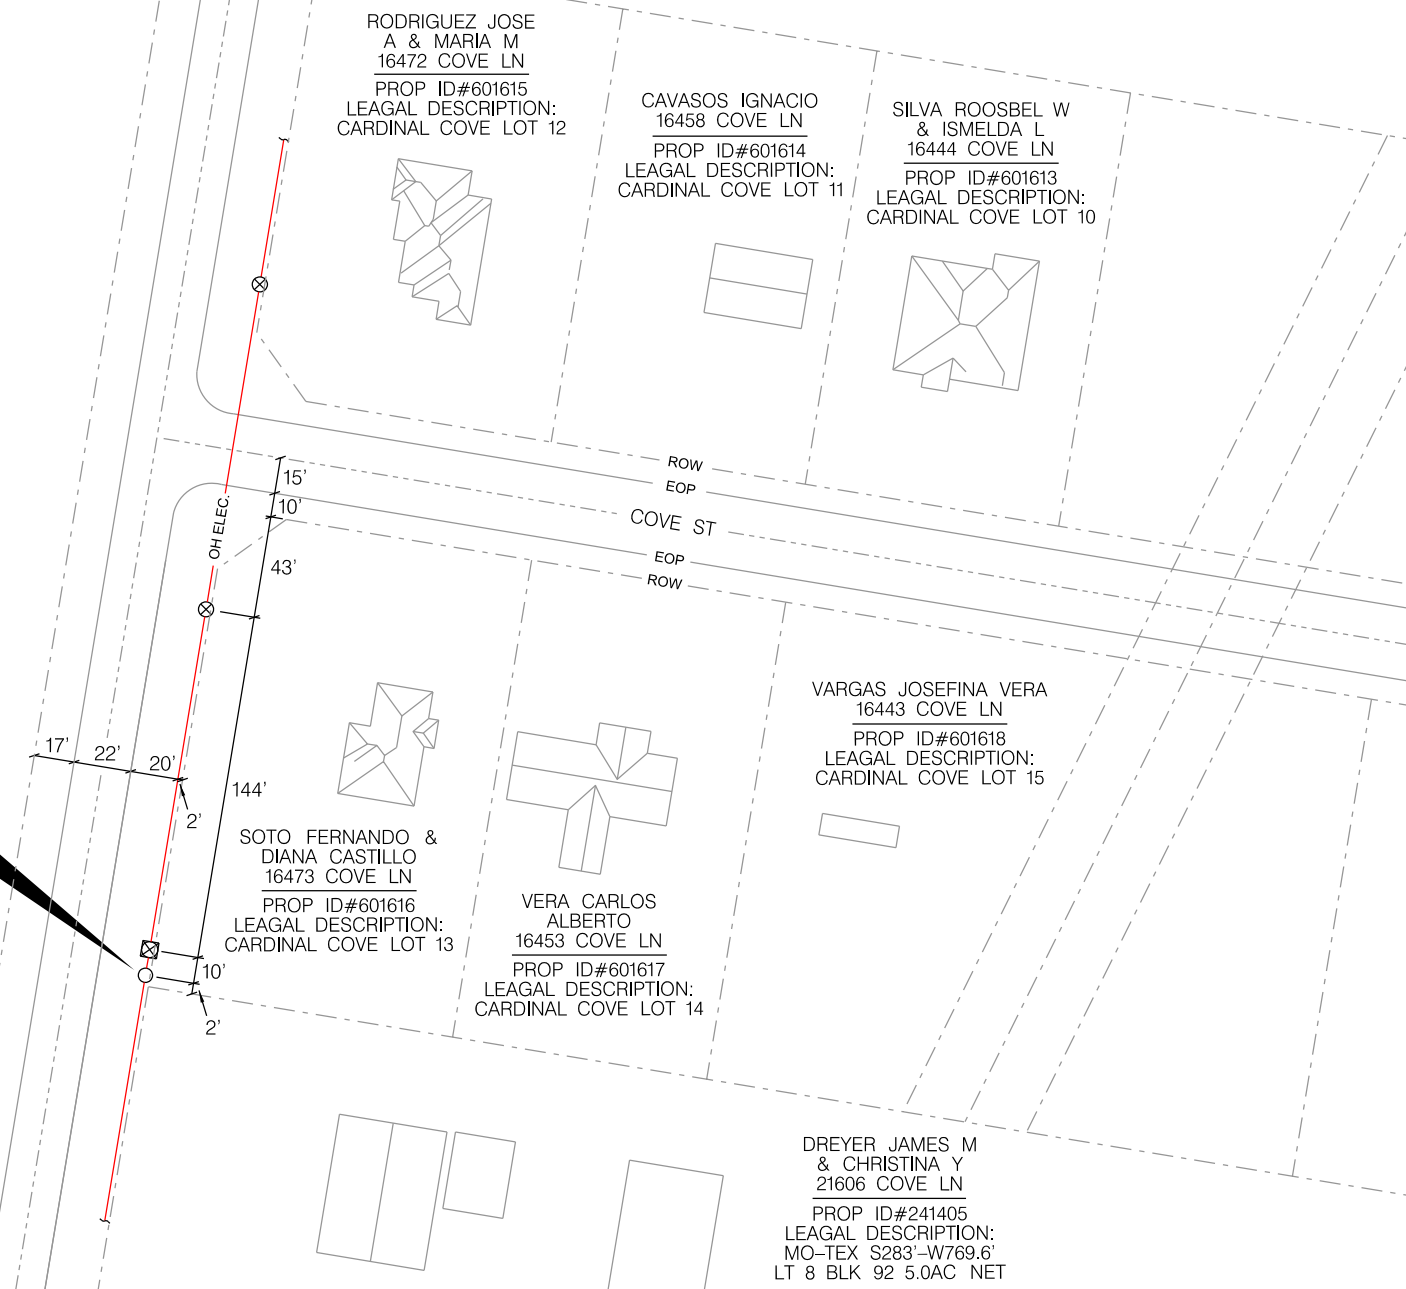 RODRIGUEZ JOSE
A & MARIA M
16472 COVE LN
PROP ID#601615
LEAGAL DESCRIPTION:
CARDINAL COVE LOT 12
CAVASOS IGNACIO
16458 COVE LN
PROP ID#601614
LEAGAL DESCRIPTION:
CARDINAL COVE LOT 11
SILVA ROOSBEL W
& ISMELDA L
16444 COVE LN
PROP ID#601613
LEAGAL DESCRIPTION:
CARDINAL COVE LOT 10
ROW
EOP
COVE ST
EOP
ROW
OH ELEC.
15'
10'
43'
144'
17'
22'
20'
2'
10'
2'
SOTO FERNANDO &
DIANA CASTILLO
16473 COVE LN
PROP ID#601616
LEAGAL DESCRIPTION:
CARDINAL COVE LOT 13
VERA CARLOS
ALBERTO
16453 COVE LN
PROP ID#601617
LEAGAL DESCRIPTION:
CARDINAL COVE LOT 14
VARGAS JOSEFINA VERA
16443 COVE LN
PROP ID#601618
LEAGAL DESCRIPTION:
CARDINAL COVE LOT 15
DREYER JAMES M
& CHRISTINA Y
21606 COVE LN
PROP ID#241405
LEAGAL DESCRIPTION:
MO-TEX S283'-W769.6'
LT 8 BLK 92 5.0AC NET